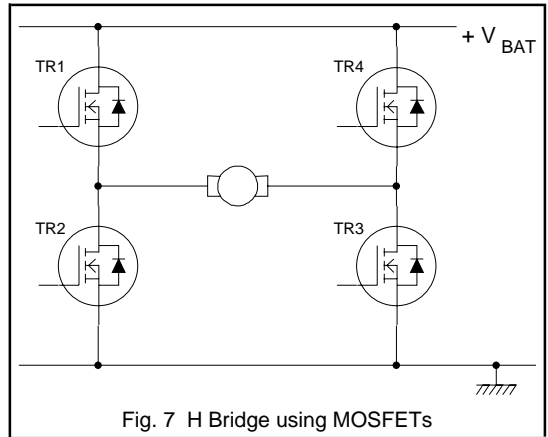 + V BAT
TR1
TR4
TR2
TR3
Fig. 7 H Bridge using MOSFETs